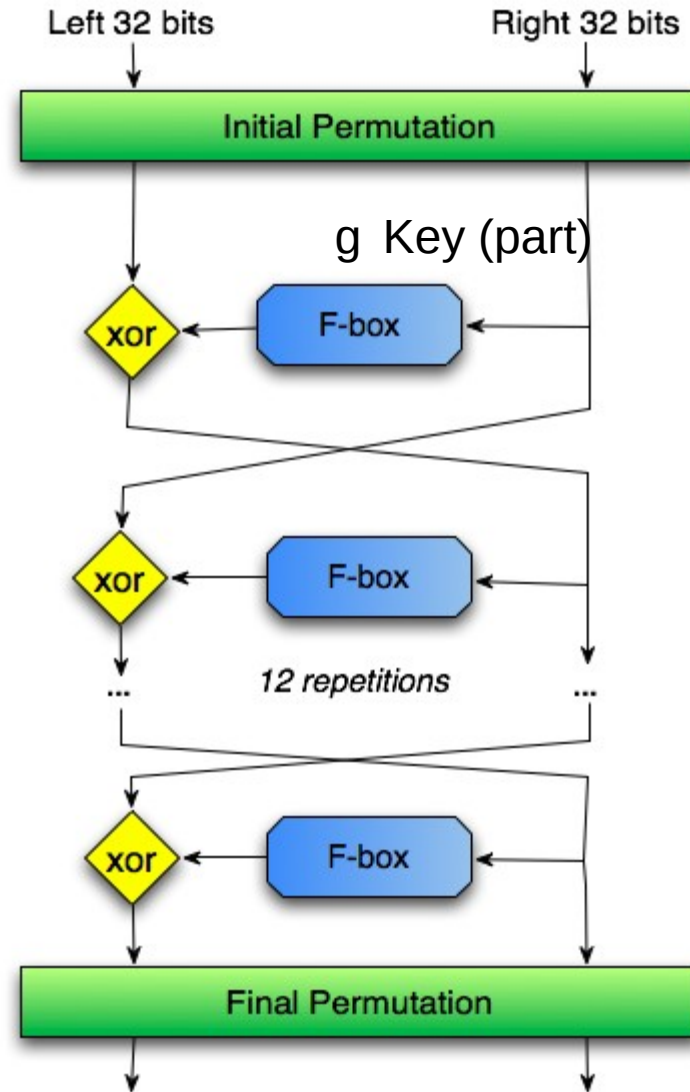 Left 32 bits
Right 32 bits
Initial Permutation
g Key (part)
xor
F-box
xor
F-box
...
12 repetitions
...
xor
F-box
Final Permutation